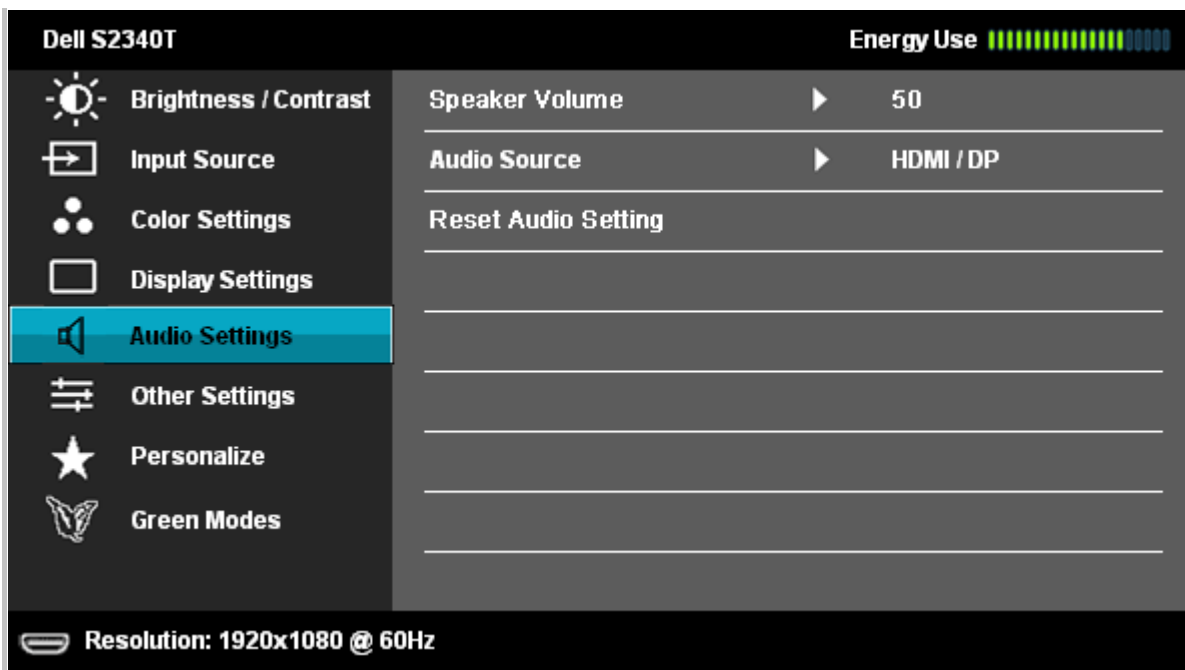 Dell S2340T Energy Use
Brightness / Contrast
Input Source
Color Settings
Display Settings
Audio Settings
Other Settings
Personalize
Green Modes
Speaker Volume 50
Audio Source HDMI / DP
Reset Audio Setting
Resolution: 1920x1080 @ 60Hz